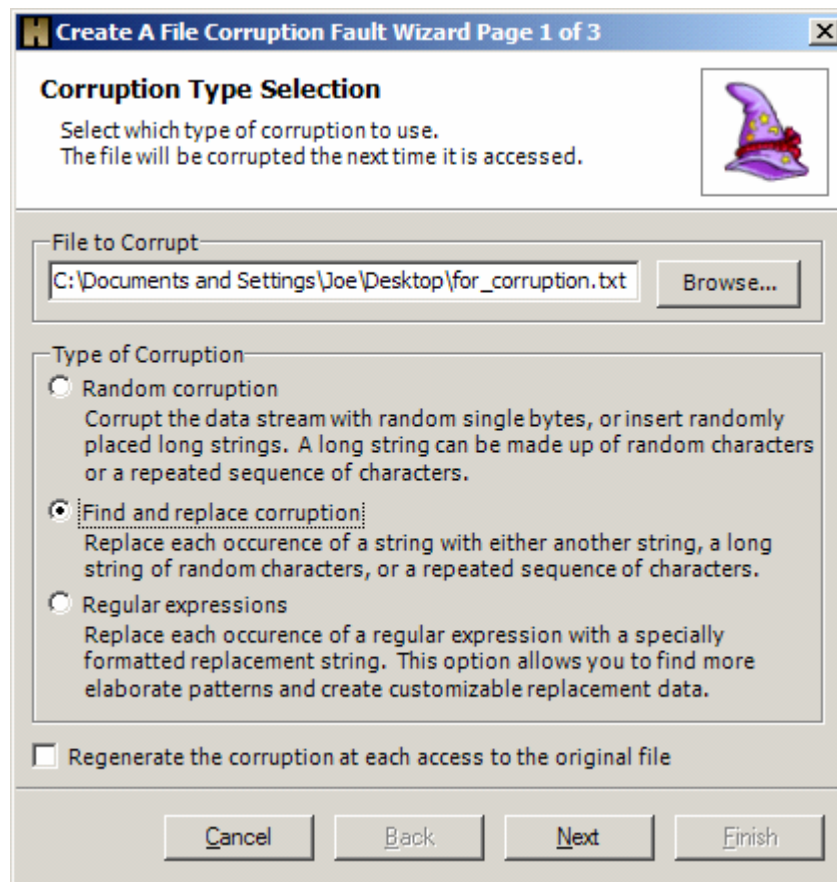 Create A File Corruption Fault Wizard Page 1 of 3
Corruption Type Selection
Select which type of corruption to use.
The file will be corrupted the next time it is accessed.
File to Corrupt
C:\Documents and Settings\Joe\Desktop\for_corruption.txt
Browse...
Type of Corruption
Random corruption
Corrupt the data stream with random single bytes, or insert randomly
placed long strings. A long string can be made up of random characters
or a repeated sequence of characters.
Find and replace corruption
Replace each occurence of a string with either another string, a long
string of random characters, or a repeated sequence of characters.
Regular expressions
Replace each occurence of a regular expression with a specially
formatted replacement string. This option allows you to find more
elaborate patterns and create customizable replacement data.
Regenerate the corruption at each access to the original file
Cancel
Back
Next
Finish